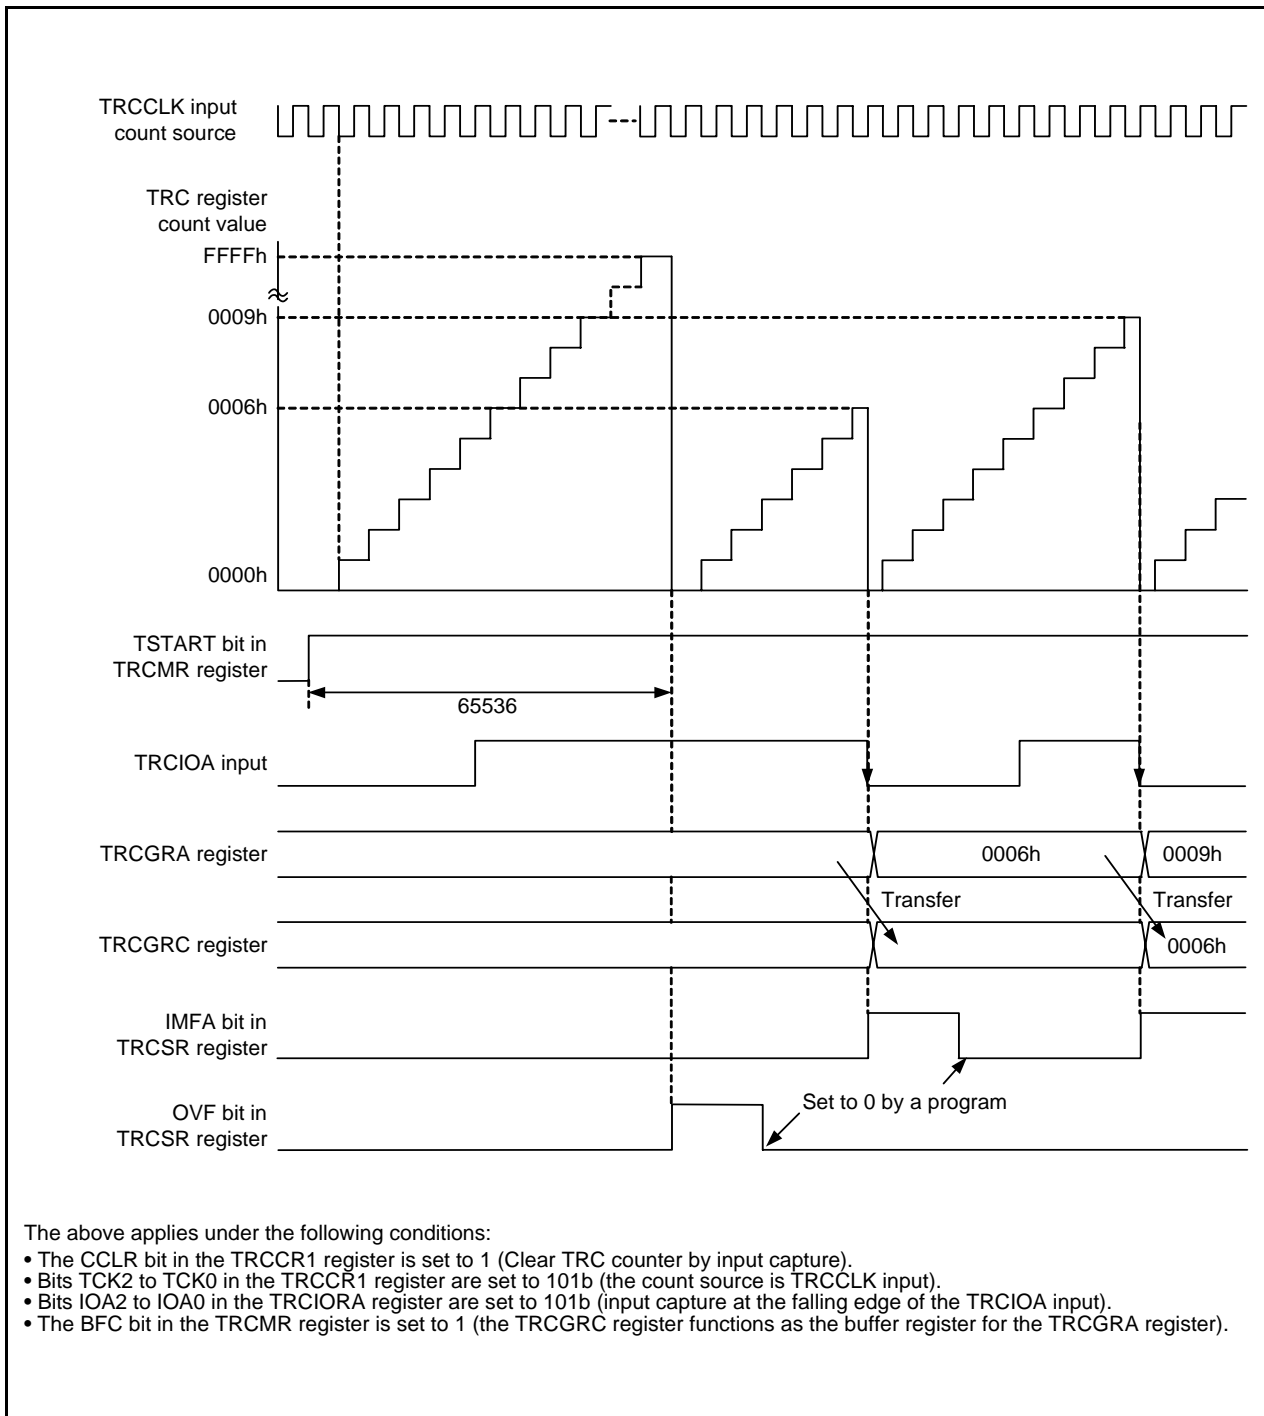 TRCCLK input
count source
TRC register
count value
FFFFh
0009h
0006h
0000h
TSTART bit in
TRCMR register
65536
TRCIOA input
TRCGRA register
0006h
0009h
Transfer
Transfer
TRCGRC register
0006h
IMFA bit in
TRCSR register
Set to 0 by a program
OVF bit in
TRCSR register
The above applies under the following conditions:
• The CCLR bit in the TRCCR1 register is set to 1 (Clear TRC counter by input capture).
• Bits TCK2 to TCK0 in the TRCCR1 register are set to 101b (the count source is TRCCLK input).
• Bits IOA2 to IOA0 in the TRCIORA register are set to 101b (input capture at the falling edge of the TRCIOA input).
• The BFC bit in the TRCMR register is set to 1 (the TRCGRC register functions as the buffer register for the TRCGRA register).